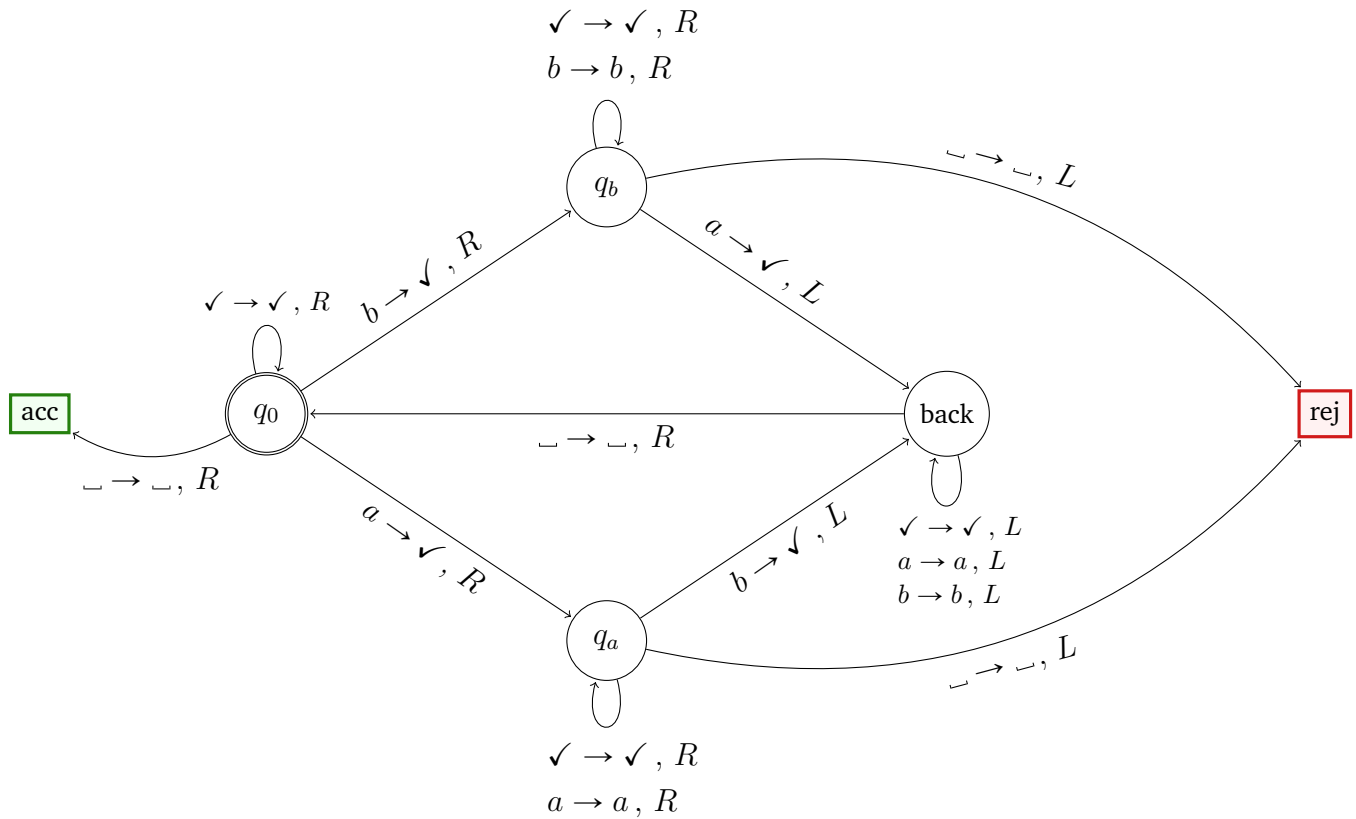 ✓ → ✓ , R
b → b , R
q_b
␣ → ␣, L
a → ✓ , L
b → ✓ , R
✓ → ✓ , R
acc
q_0
back
rej
␣ → ␣, R
␣ → ␣, R
a → ✓ , R
b → ✓ , L
✓ → ✓ , L
a → a , L
b → b , L
q_a
␣ → ␣, L
✓ → ✓ , R
a → a , R